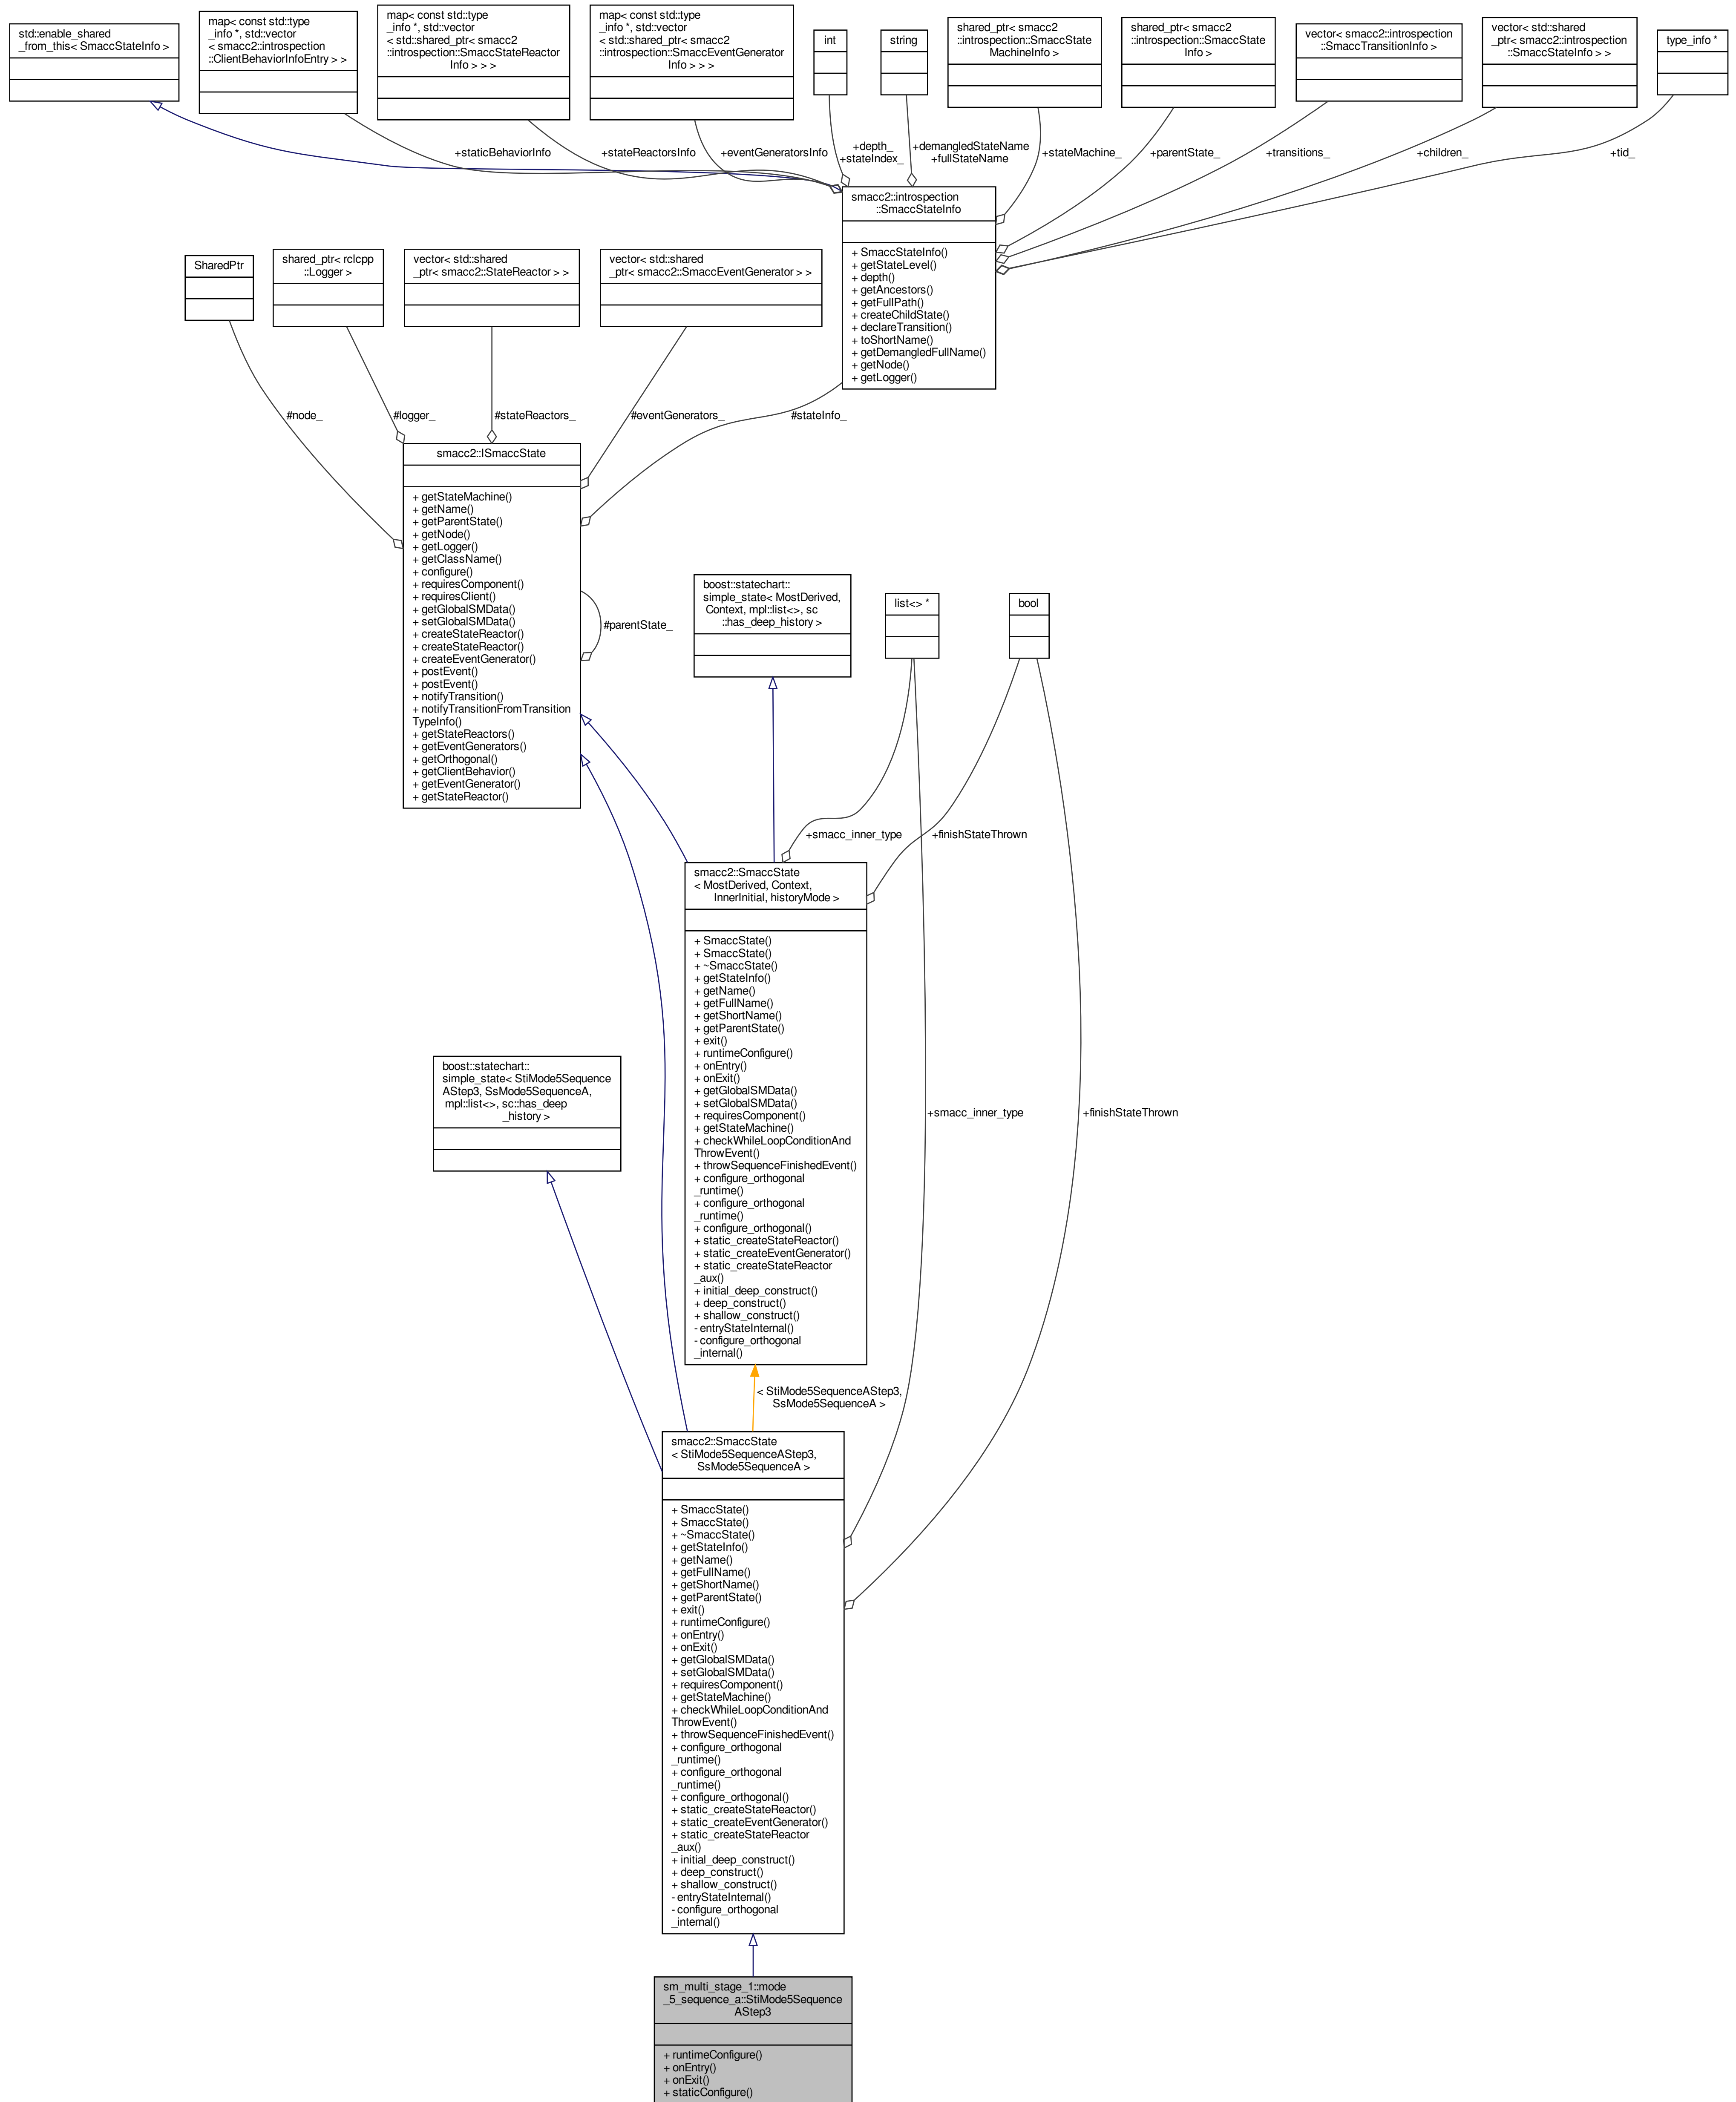 std::enable_shared
_from_this< SmaccStateInfo >
map< const std::type
_info *, std::vector
< smacc2::introspection
::ClientBehaviorInfoEntry > >
map< const std::type
_info *, std::vector
< std::shared_ptr< smacc2
::introspection::SmaccStateReactor
Info > > >
map< const std::type
_info *, std::vector
< std::shared_ptr< smacc2
::introspection::SmaccEventGenerator
Info > > >
int
string
shared_ptr< smacc2
::introspection::SmaccState
MachineInfo >
shared_ptr< smacc2
::introspection::SmaccState
Info >
vector< smacc2::introspection
::SmaccTransitionInfo >
vector< std::shared
_ptr< smacc2::introspection
::SmaccStateInfo > >
type_info *
+staticBehaviorInfo
+stateReactorsInfo
+eventGeneratorsInfo
+depth_
+stateIndex_
+demangledStateName
+fullStateName
+stateMachine_
+parentState_
+transitions_
+children_
+tid_
smacc2::introspection
::SmaccStateInfo
+ SmaccStateInfo()
+ getStateLevel()
+ depth()
+ getAncestors()
+ getFullPath()
+ createChildState()
+ declareTransition()
+ toShortName()
+ getDemangledFullName()
+ getNode()
+ getLogger()
SharedPtr
shared_ptr< rclcpp
::Logger >
vector< std::shared
_ptr< smacc2::StateReactor > >
vector< std::shared
_ptr< smacc2::SmaccEventGenerator > >
#node_
#logger_
#stateReactors_
#eventGenerators_
#stateInfo_
smacc2::ISmaccState
+ getStateMachine()
+ getName()
+ getParentState()
+ getNode()
+ getLogger()
+ getClassName()
+ configure()
+ requiresComponent()
+ requiresClient()
+ getGlobalSMData()
+ setGlobalSMData()
+ createStateReactor()
+ createStateReactor()
+ createEventGenerator()
+ postEvent()
+ postEvent()
+ notifyTransition()
+ notifyTransitionFromTransition
TypeInfo()
+ getStateReactors()
+ getEventGenerators()
+ getOrthogonal()
+ getClientBehavior()
+ getEventGenerator()
+ getStateReactor()
#parentState_
boost::statechart::
simple_state< MostDerived,
Context, mpl::list<>, sc
::has_deep_history >
list<> *
bool
+smacc_inner_type
+finishStateThrown
smacc2::SmaccState
< MostDerived, Context,
InnerInitial, historyMode >
+ SmaccState()
+ SmaccState()
+ ~SmaccState()
+ getStateInfo()
+ getName()
+ getFullName()
+ getShortName()
+ getParentState()
+ exit()
+ runtimeConfigure()
+ onEntry()
+ onExit()
+ getGlobalSMData()
+ setGlobalSMData()
+ requiresComponent()
+ getStateMachine()
+ checkWhileLoopConditionAnd
ThrowEvent()
+ throwSequenceFinishedEvent()
+ configure_orthogonal
_runtime()
+ configure_orthogonal
_runtime()
+ configure_orthogonal()
+ static_createStateReactor()
+ static_createEventGenerator()
+ static_createStateReactor
_aux()
+ initial_deep_construct()
+ deep_construct()
+ shallow_construct()
- entryStateInternal()
- configure_orthogonal
_internal()
boost::statechart::
simple_state< StiMode5Sequence
AStep3, SsMode5SequenceA,
mpl::list<>, sc::has_deep
_history >
+smacc_inner_type
+finishStateThrown
< StiMode5SequenceAStep3,
SsMode5SequenceA >
smacc2::SmaccState
< StiMode5SequenceAStep3,
SsMode5SequenceA >
+ SmaccState()
+ SmaccState()
+ ~SmaccState()
+ getStateInfo()
+ getName()
+ getFullName()
+ getShortName()
+ getParentState()
+ exit()
+ runtimeConfigure()
+ onEntry()
+ onExit()
+ getGlobalSMData()
+ setGlobalSMData()
+ requiresComponent()
+ getStateMachine()
+ checkWhileLoopConditionAnd
ThrowEvent()
+ throwSequenceFinishedEvent()
+ configure_orthogonal
_runtime()
+ configure_orthogonal
_runtime()
+ configure_orthogonal()
+ static_createStateReactor()
+ static_createEventGenerator()
+ static_createStateReactor
_aux()
+ initial_deep_construct()
+ deep_construct()
+ shallow_construct()
- entryStateInternal()
- configure_orthogonal
_internal()
sm_multi_stage_1::mode
_5_sequence_a::StiMode5Sequence
AStep3
+ runtimeConfigure()
+ onEntry()
+ onExit()
+ staticConfigure()